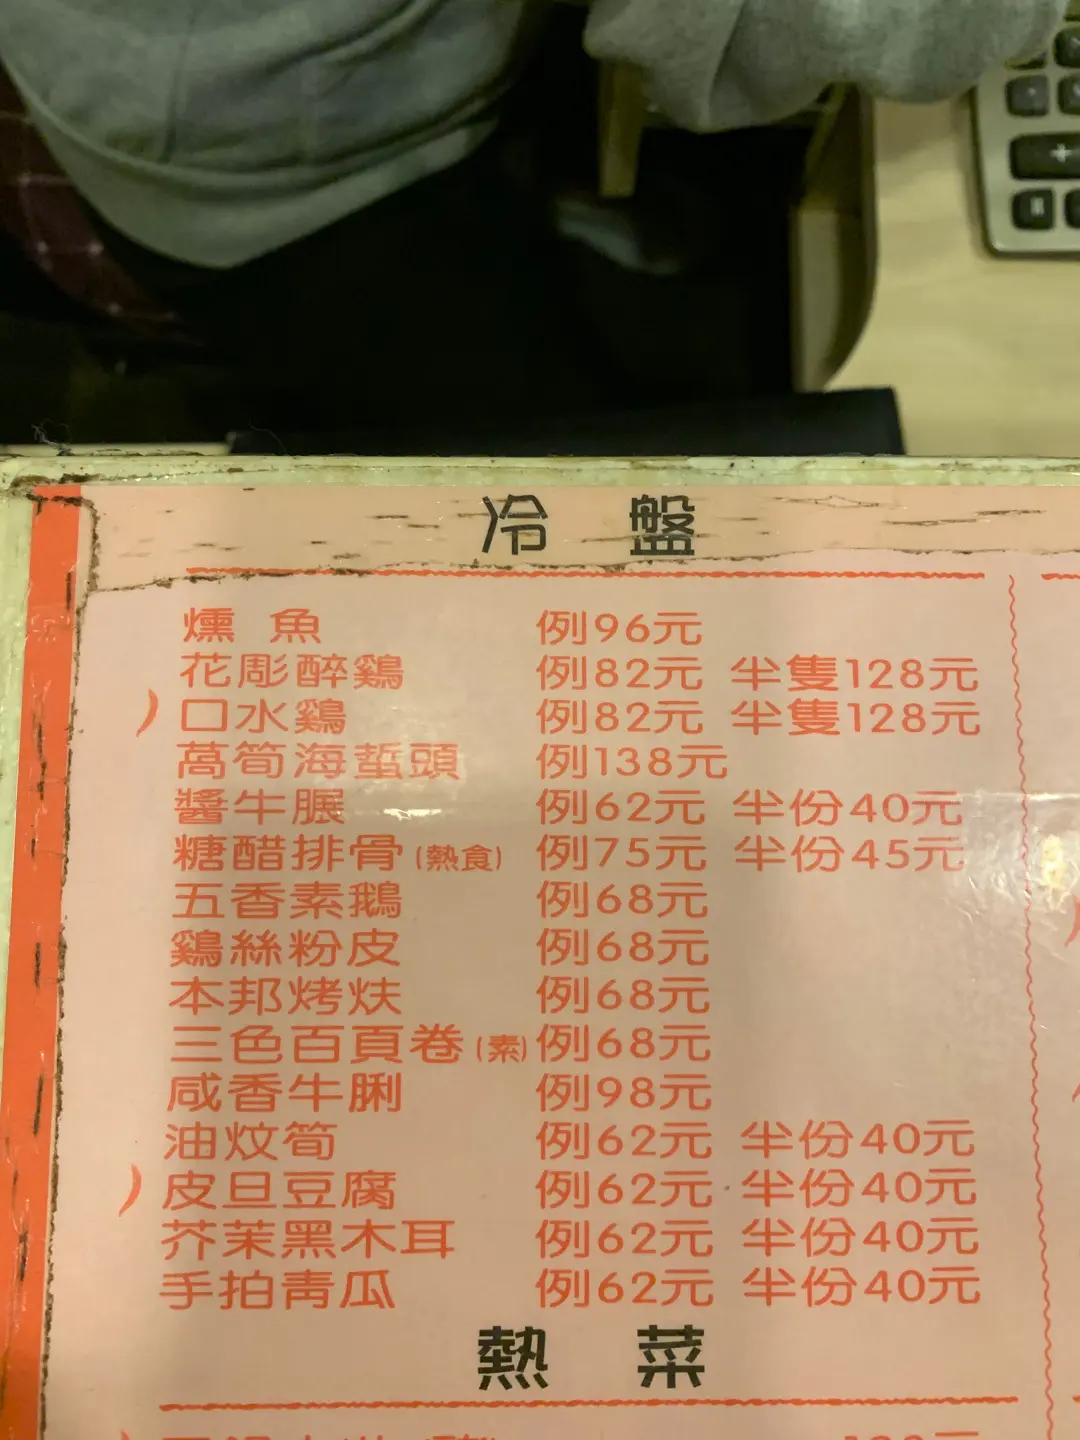 冷盤
燻魚 例96元
花彫醉鷄 例82元 半隻128元
口水鷄 例82元 半隻128元
萵筍海蜇頭 例138元
醬牛腱 例62元 半份40元
糖醋排骨(熱食) 例75元 半份45元
五香素鵝 例68元
鷄絲粉皮 例68元
本邦烤炗 例68元
三色百頁卷(素) 例68元
咸香牛脷 例98元
油炆筍 例62元 半份40元
皮旦豆腐 例62元 半份40元
芥茉黑木耳 例62元 半份40元
手拍青瓜 例62元 半份40元
熱菜
+